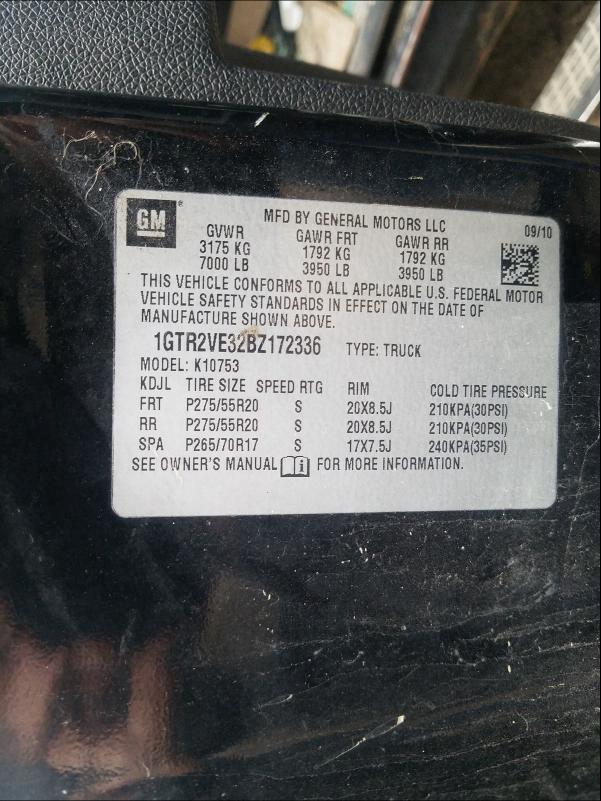 GM ®
MFD BY GENERAL MOTORS LLC 09/10
GVWR GAWR FRT GAWR RR
3175 KG 1792 KG 1792 KG
7000 LB 3950 LB 3950 LB
THIS VEHICLE CONFORMS TO ALL APPLICABLE U.S. FEDERAL MOTOR
VEHICLE SAFETY STANDARDS IN EFFECT ON THE DATE OF
MANUFACTURE SHOWN ABOVE.
1GTR2VE32BZ172336 TYPE: TRUCK
MODEL: K10753
KDJL TIRE SIZE SPEED RTG RIM COLD TIRE PRESSURE
FRT P275/55R20 S 20X8.5J 210KPA(30PSI)
RR P275/55R20 S 20X8.5J 210KPA(30PSI)
SPA P265/70R17 S 17X7.5J 240KPA(35PSI)
SEE OWNER'S MANUAL i FOR MORE INFORMATION.